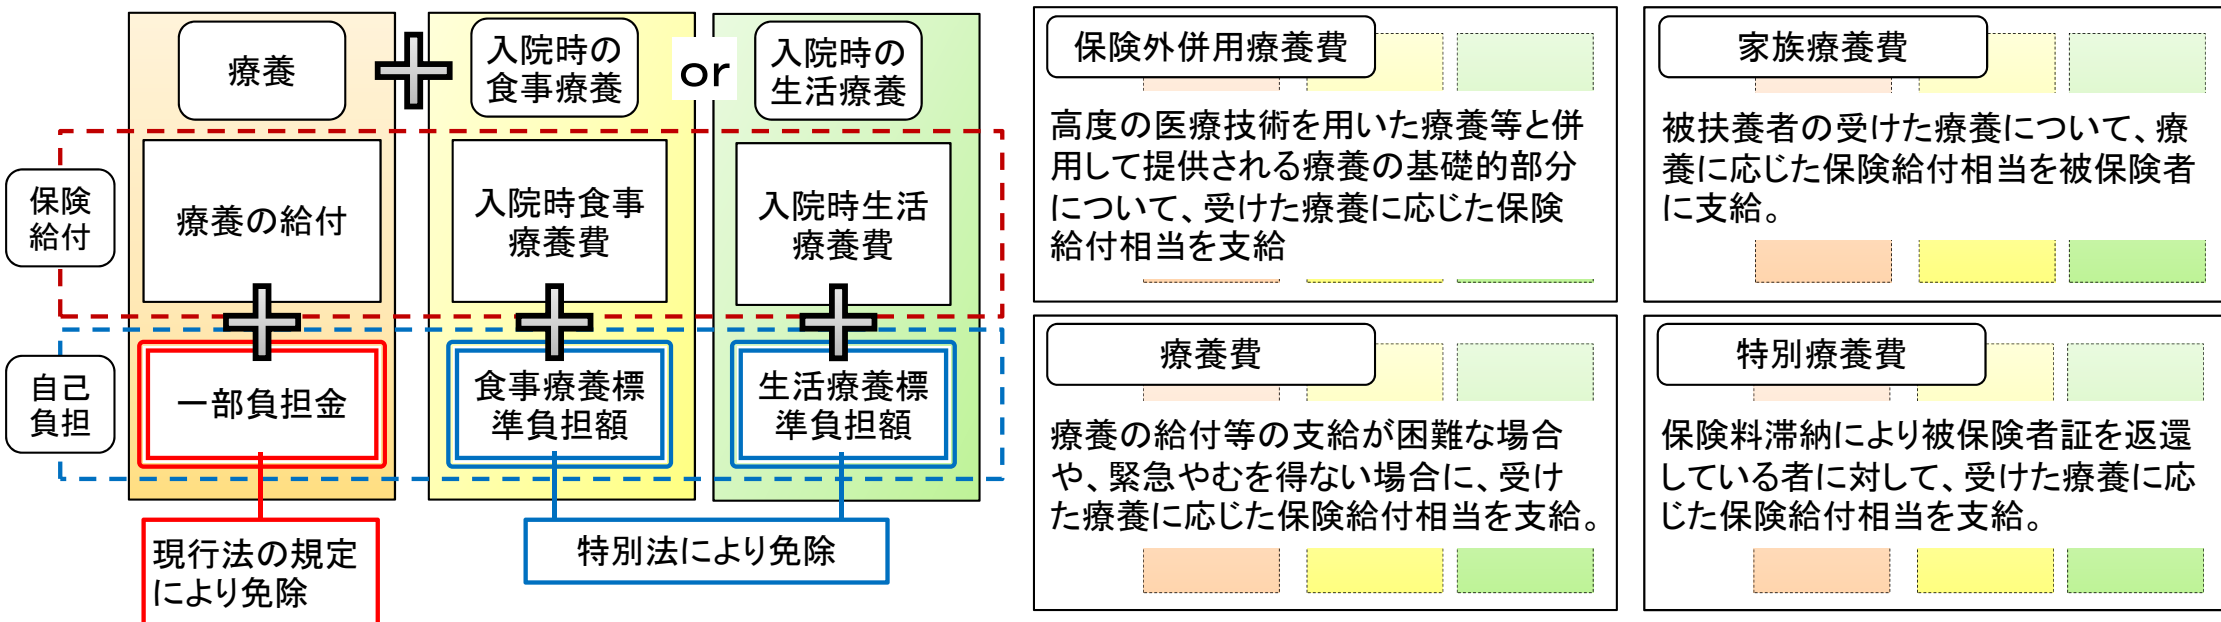 療養
入院時の
食事療養
or
入院時の
生活療養
保険
給付
療養の給付
入院時食事
療養費
入院時生活
療養費
自己
負担
一部負担金
食事療養標
準負担額
生活療養標
準負担額
現行法の規定
により免除
特別法により免除
保険外併用療養費
高度の医療技術を用いた療養等と併
用して提供される療養の基礎的部分
について、受けた療養に応じた保険
給付相当を支給
家族療養費
被扶養者の受けた療養について、療
養に応じた保険給付相当を被保険者
に支給。
療養費
療養の給付等の支給が困難な場合
や、緊急やむを得ない場合に、受け
た療養に応じた保険給付相当を支給。
特別療養費
保険料滞納により被保険者証を返還
している者に対して、受けた療養に応
じた保険給付相当を支給。